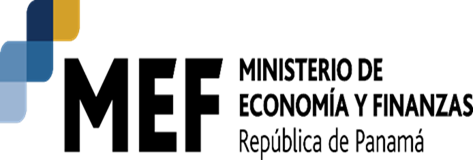 MEF
MINISTERIO DE
ECONOMÍA Y FINANZAS
República de Panamá